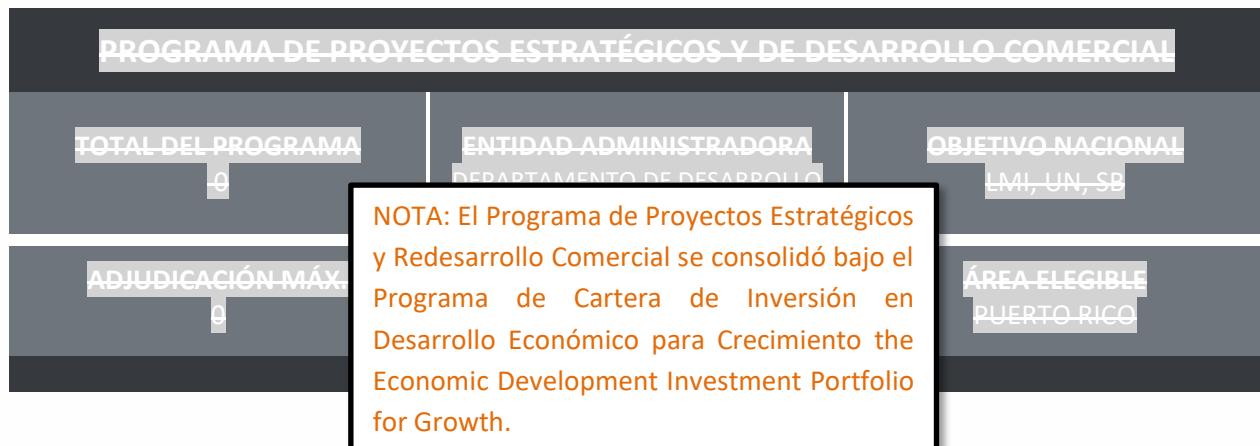 PROGRAMA DE PROYECTOS ESTRATÉGICOS Y DE DESARROLLO COMERCIAL
TOTAL DEL PROGRAMA
0
ENTIDAD ADMINISTRADORA
DEPARTAMENTO DE DESARROLLO
OBJETIVO NACIONAL
LMI, UN, SB
ADJUDICACIÓN MÁX.
0
ÁREA ELEGIBLE
PUERTO RICO
NOTA: El Programa de Proyectos Estratégicos
y Redesarrollo Comercial se consolidó bajo el
Programa de Cartera de Inversión en
Desarrollo Económico para Crecimiento the
Economic Development Investment Portfolio
for Growth.